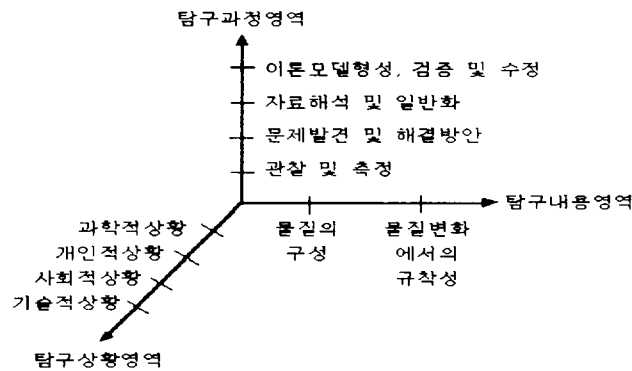 탐구과정영역
이론모델형성, 검증 및 수정
자료해석 및 일반화
문제발견 및 해결방안
관찰 및 측정
탐구내용영역
물질의
구성
물질변화
에서의
규칙성
과학적상황
개인적상황
사회적상황
기술적상황
탐구상황영역